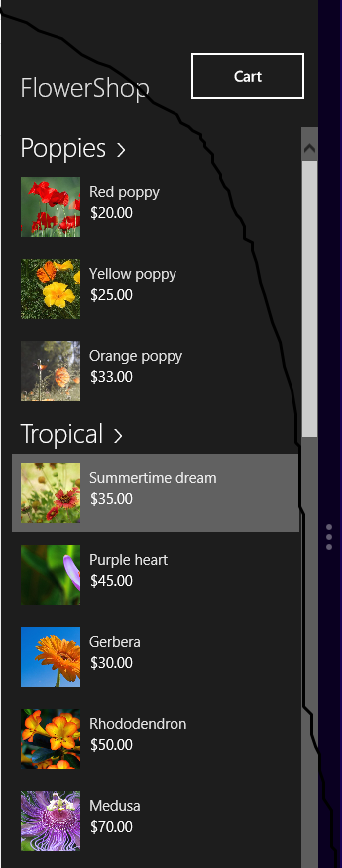 FlowerShop
Cart
Poppies >
Red poppy
$20.00
Yellow poppy
$25.00
Orange poppy
$33.00
Tropical >
Summertime dream
$35.00
Purple heart
$45.00
Gerbera
$30.00
Rhododendron
$50.00
Medusa
$70.00